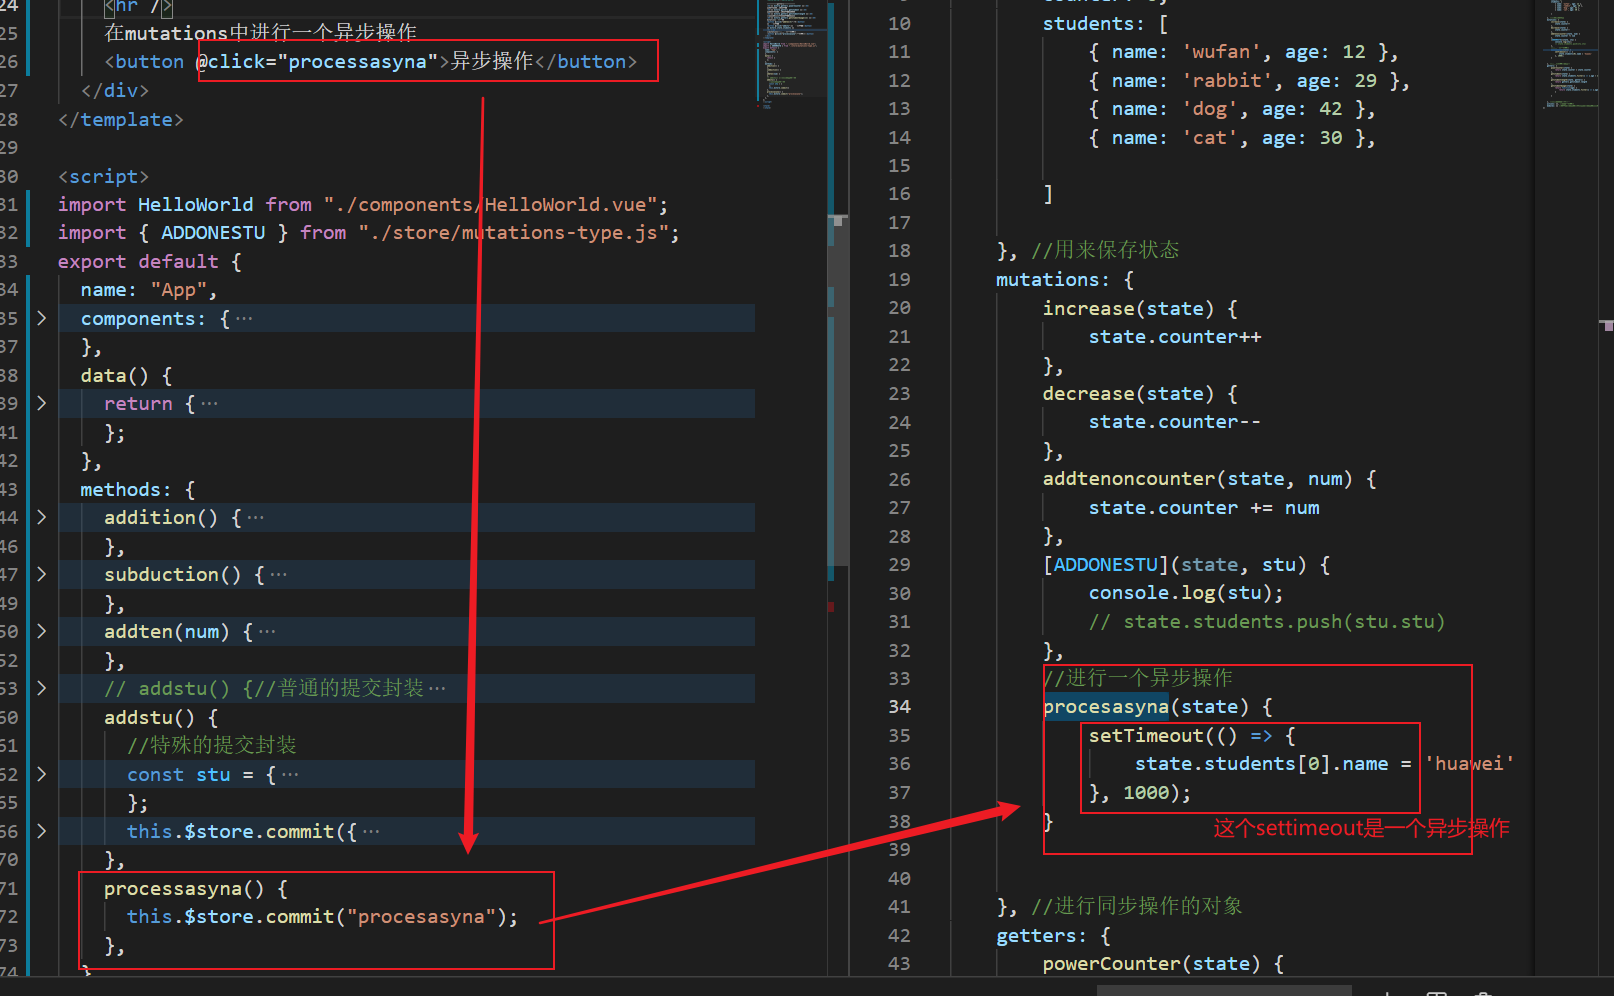 24 <hr />
25 在mutations中进行一个异步操作
26 <button @click="processasyna">异步操作</button>
27 </div>
28 </template>
29
30 <script>
31 import HelloWorld from "./components/HelloWorld.vue";
32 import { ADDONESTU } from "./store/mutations-type.js";
33 export default {
34 name: "App",
35 components: {···
37 },
38 data() {
39 return {···
41 };
42 },
43 methods: {
44 addition() {···
46 },
47 subduction() {···
49 },
50 addten(num) {···
52 },
53 // addstu() {//普通的提交封装···
60 addstu() {
61 //特殊的提交封装
62 const stu = {···
65 };
66 this.$store.commit({···
70 },
71 processasyna() {
72 this.$store.commit("procesasyna");
73 },
74
10 students: [
11 { name: 'wufan', age: 12 },
12 { name: 'rabbit', age: 29 },
13 { name: 'dog', age: 42 },
14 { name: 'cat', age: 30 },
15
16 ]
17
18 }, //用来保存状态
19 mutations: {
20 increase(state) {
21 state.counter++
22 },
23 decrease(state) {
24 state.counter--
25 },
26 addtenoncounter(state, num) {
27 state.counter += num
28 },
29 [ADDONESTU](state, stu) {
30 console.log(stu);
31 // state.students.push(stu.stu)
32 },
33 //进行一个异步操作
34 procesasyna(state) {
35 setTimeout(() => {
36 state.students[0].name = 'huawei'
37 }, 1000);
38 }
这个settimeout是一个异步操作
39
40
41 }, //进行同步操作的对象
42 getters: {
43 powerCounter(state) {